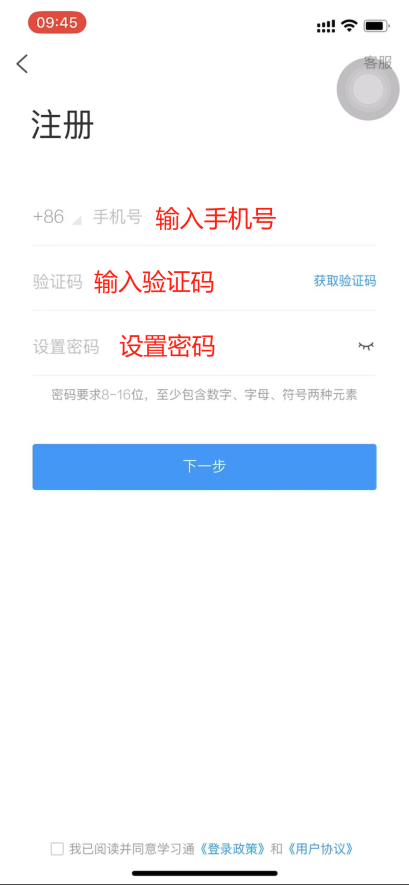 09:45
客服
注册
+86 手机号 输入手机号
验证码 输入验证码 获取验证码
设置密码 设置密码
密码要求8-16位，至少包含数字、字母、符号两种元素
下一步
我已阅读并同意学习通《登录政策》和《用户协议》